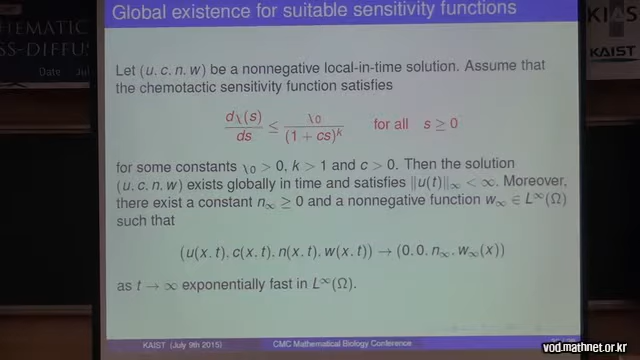 Global existence for suitable sensitivity functions
KIAS
KAIST
Date
Let (u, c, n, w) be a nonnegative local-in-time solution. Assume that
the chemotactic sensitivity function satisfies
dχ(s)/ds ≤ χ0/(1 + cs)^k for all s ≥ 0
for some constants χ0 > 0, k > 1 and c > 0. Then the solution
(u, c, n, w) exists globally in time and satisfies ‖u(t)‖∞ < ∞. Moreover,
there exist a constant n∞ ≥ 0 and a nonnegative function w∞ ∈ L∞(Ω)
such that
(u(x, t), c(x, t), n(x, t), w(x, t)) → (0, 0, n∞, w∞(x))
as t → ∞ exponentially fast in L∞(Ω).
KAIST (July 9th 2015) CMC Mathematical Biology Conference
vod.mathnet.or.kr